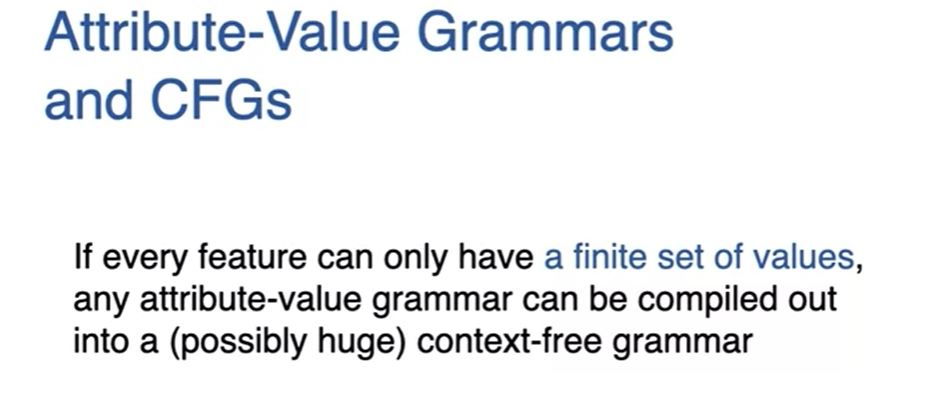 Attribute-Value Grammars
and CFGs
If every feature can only have a finite set of values,
any attribute-value grammar can be compiled out
into a (possibly huge) context-free grammar